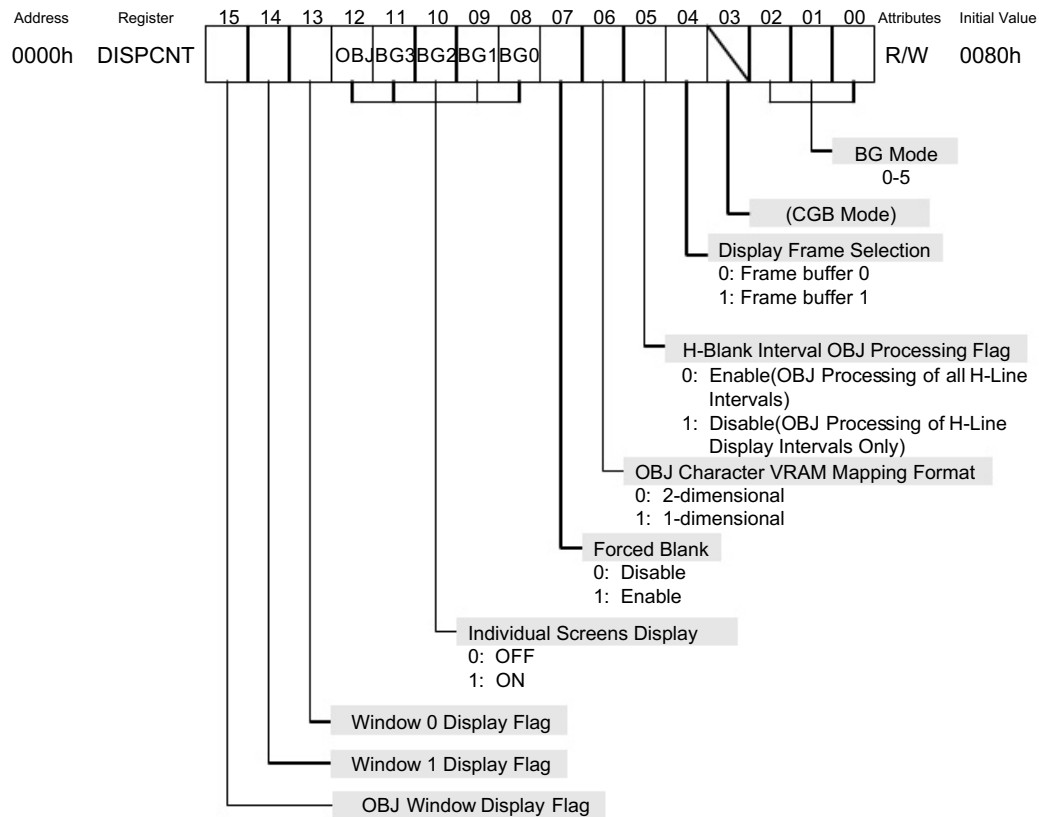 Address Register 15 14 13 12 11 10 09 08 07 06 05 04 03 02 01 00 Attributes Initial Value
0000h DISPCNT OBJ BG3 BG2 BG1 BG0 R/W 0080h
BG Mode
0-5
(CGB Mode)
Display Frame Selection
0: Frame buffer 0
1: Frame buffer 1
H-Blank Interval OBJ Processing Flag
0: Enable(OBJ Processing of all H-Line
Intervals)
1: Disable(OBJ Processing of H-Line
Display Intervals Only)
OBJ Character VRAM Mapping Format
0: 2-dimensional
1: 1-dimensional
Forced Blank
0: Disable
1: Enable
Individual Screens Display
0: OFF
1: ON
Window 0 Display Flag
Window 1 Display Flag
OBJ Window Display Flag